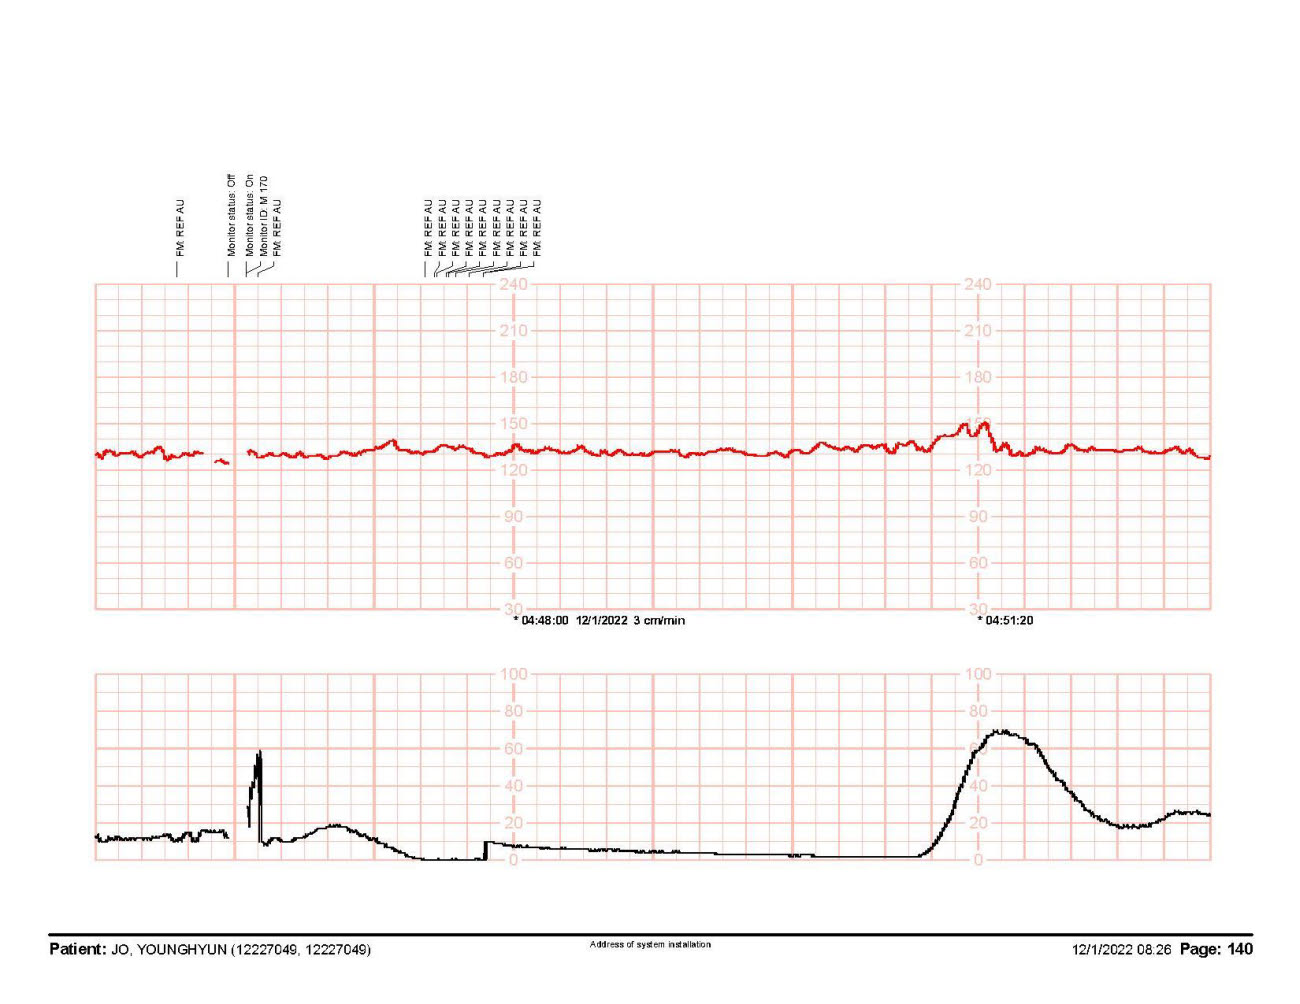 FM: REF AU
Monitor status: Off
Monitor status: On
Monitor ID: M 170
FM: REF AU
FM: REF AU
FM: REF AU
FM: REF AU
FM: REF AU
FM: REF AU
FM: REF AU
FM: REF AU
FM: REF AU
FM: REF AU
240 240
210 210
180 180
150 150
120 120
90 90
60 60
30 30
* 04:48:00 12/1/2022 3 cm/min * 04:51:20
100 100
80 80
60 60
40 40
20 20
0 0
Patient: JO, YOUNGHYUN (12227049, 12227049) Address of system installation 12/1/2022 08:26 Page: 140